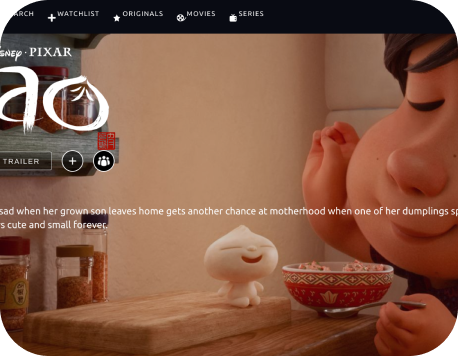 ARCH WATCHLIST ORIGINALS MOVIES SERIES
SNEY · PIXAR
ao
TRAILER
sad when her grown son leaves home gets another chance at motherhood when one of her dumplings sp
s cute and small forever.